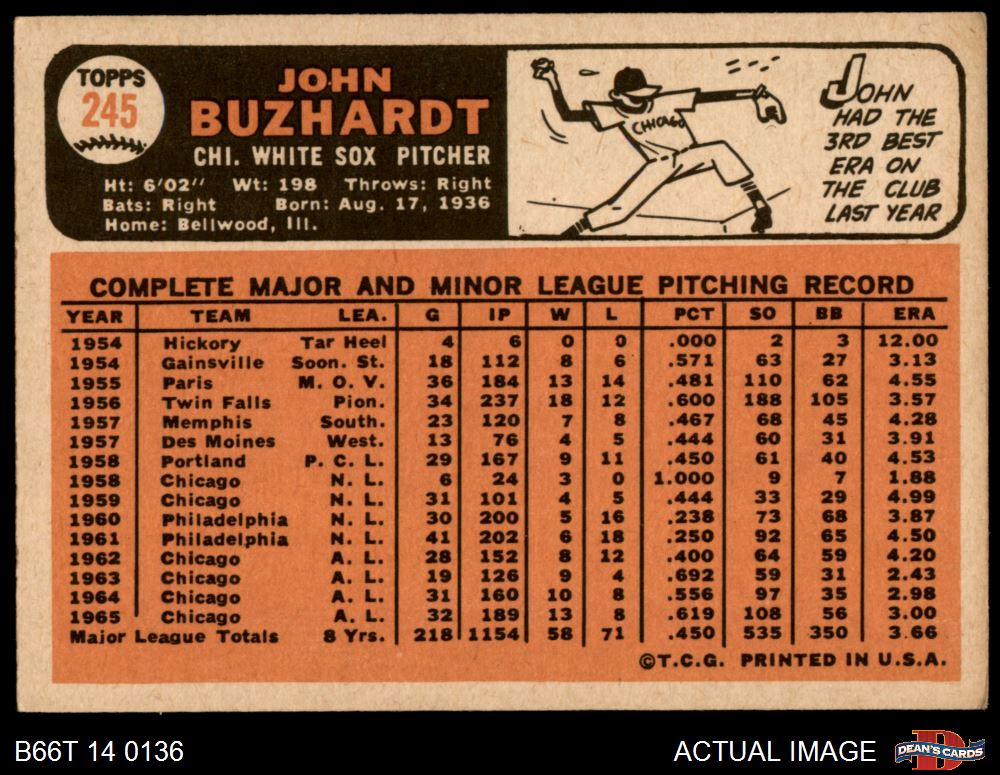 TOPPS
245
JOHN
BUZHARDT
CHI. WHITE SOX PITCHER
Ht: 6'02" Wt: 198 Throws: Right
Bats: Right Born: Aug. 17, 1936
Home: Bellwood, Ill.
CHICAGO
JOHN
HAD THE
3RD BEST
ERA ON
THE CLUB
LAST YEAR
COMPLETE MAJOR AND MINOR LEAGUE PITCHING RECORD
YEAR TEAM LEA. G IP W L PCT SO BB ERA
1954 Hickory Tar Heel 4 6 0 0 .000 2 3 12.00
1954 Gainsville Soon. St. 18 112 8 6 .571 63 27 3.13
1955 Paris M. O. V. 36 184 13 14 .481 110 62 4.55
1956 Twin Falls Pion. 34 237 18 12 .600 188 105 3.57
1957 Memphis South. 23 120 7 8 .467 68 45 4.28
1957 Des Moines West. 13 76 4 5 .444 60 31 3.91
1958 Portland P. C. L. 29 167 9 11 .450 61 40 4.53
1958 Chicago N. L. 6 24 3 0 1.000 9 7 1.88
1959 Chicago N. L. 31 101 4 5 .444 33 29 4.99
1960 Philadelphia N. L. 30 200 5 16 .238 73 68 3.87
1961 Philadelphia N. L. 41 202 6 18 .250 92 65 4.50
1962 Chicago A. L. 28 152 8 12 .400 64 59 4.20
1963 Chicago A. L. 19 126 9 4 .692 59 31 2.43
1964 Chicago A. L. 31 160 10 8 .556 97 35 2.98
1965 Chicago A. L. 32 189 13 8 .619 108 56 3.00
Major League Totals 8 Yrs. 218 1154 58 71 .450 535 350 3.66
©T.C.G. PRINTED IN U.S.A.
B66T 14 0136
ACTUAL IMAGE
DEAN'S CARDS